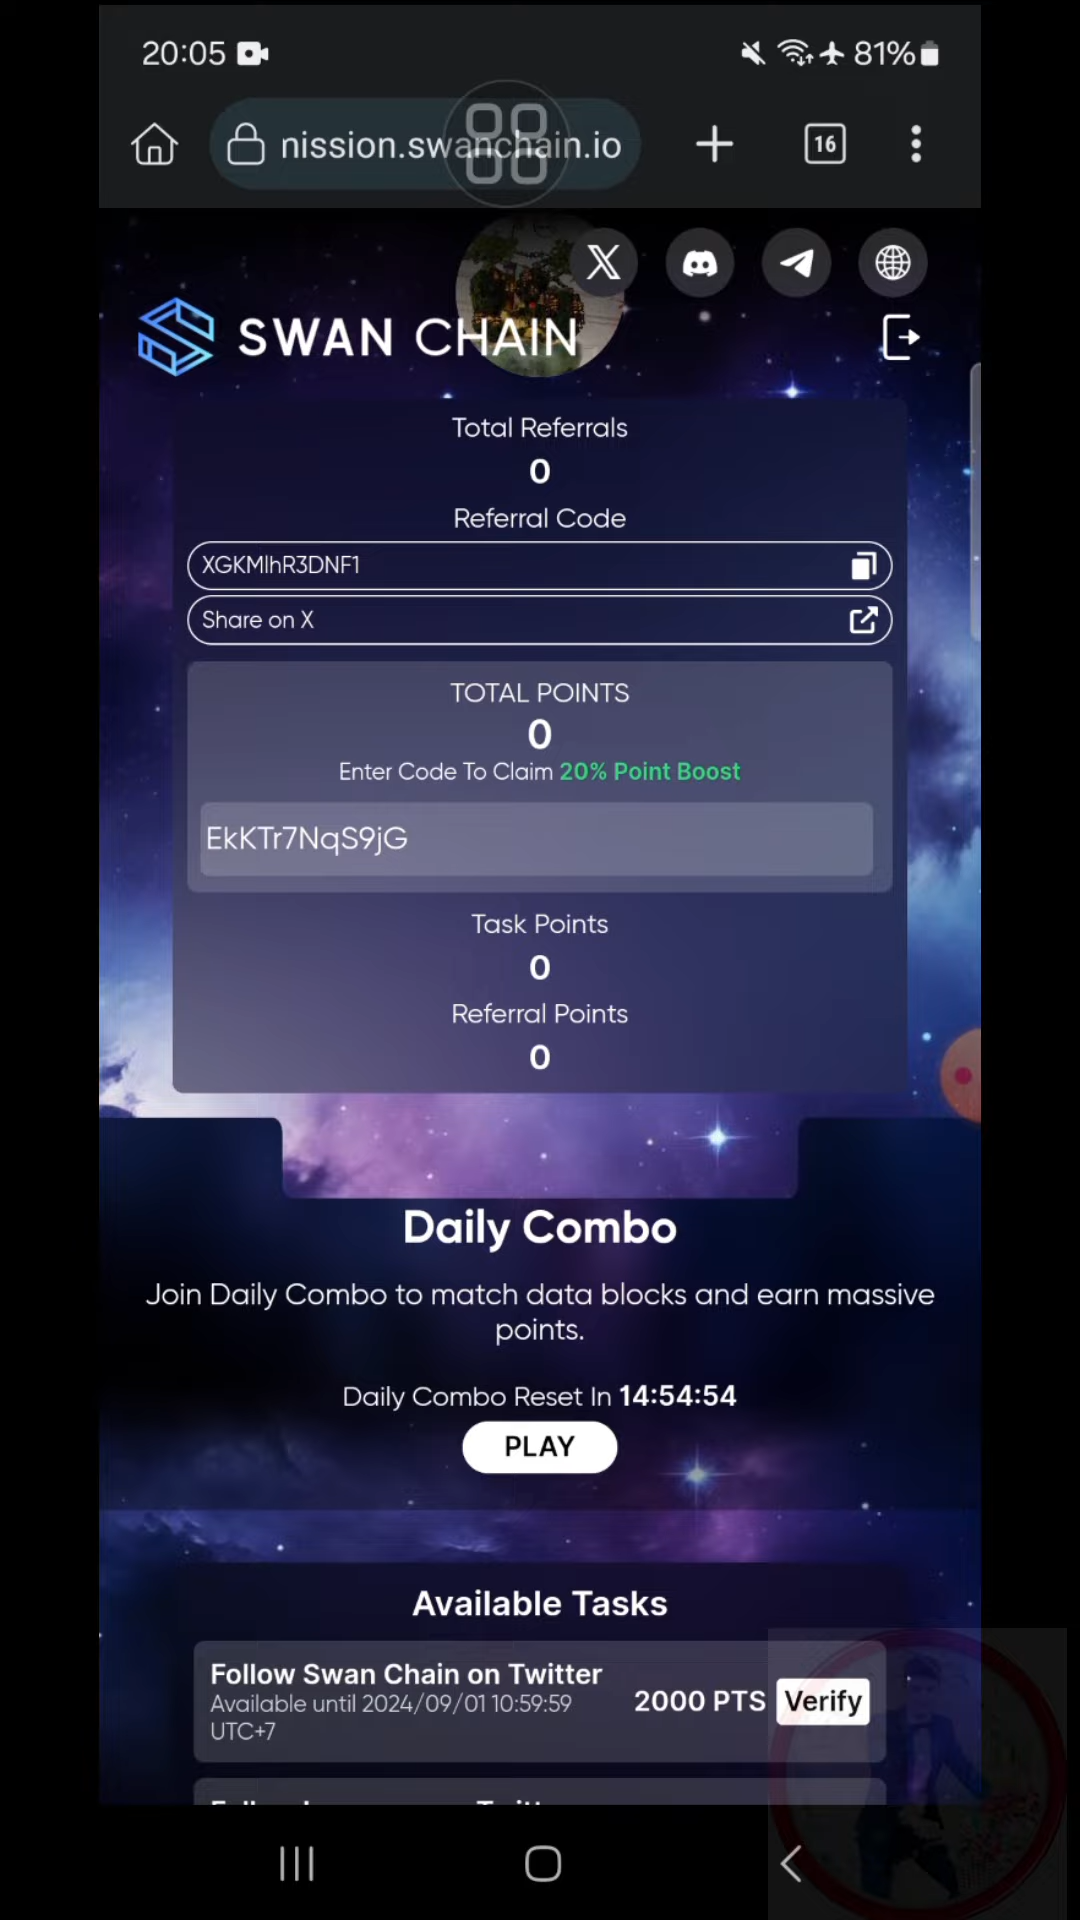 20:05
81%
nission.swanchain.io
16
SWAN CHAIN
Total Referrals
0
Referral Code
XGKMlhR3DNF1
Share on X
TOTAL POINTS
0
Enter Code To Claim 20% Point Boost
EkKTr7NqS9jG
Task Points
0
Referral Points
0
Daily Combo
Join Daily Combo to match data blocks and earn massive
points.
Daily Combo Reset In 14:54:54
PLAY
Available Tasks
Follow Swan Chain on Twitter
Available until 2024/09/01 10:59:59
UTC+7
2000 PTS
Verify